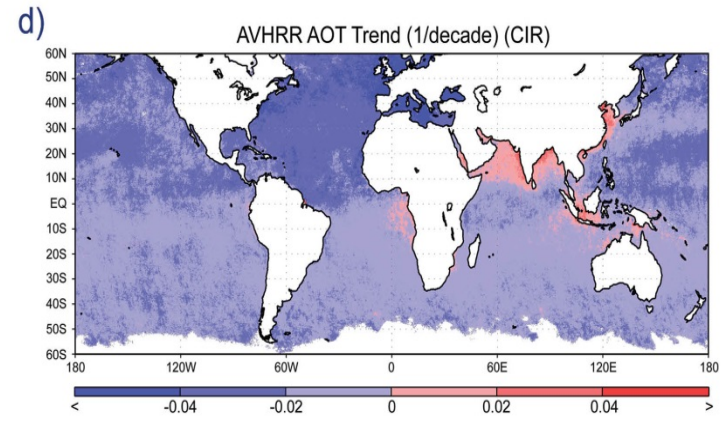 d)
AVHRR AOT Trend (1/decade) (CIR)
60N
50N
40N
30N
20N
10N
EQ
10S
20S
30S
40S
50S
60S
180 120W 60W 0 60E 120E 180
< -0.04 -0.02 0 0.02 0.04 >